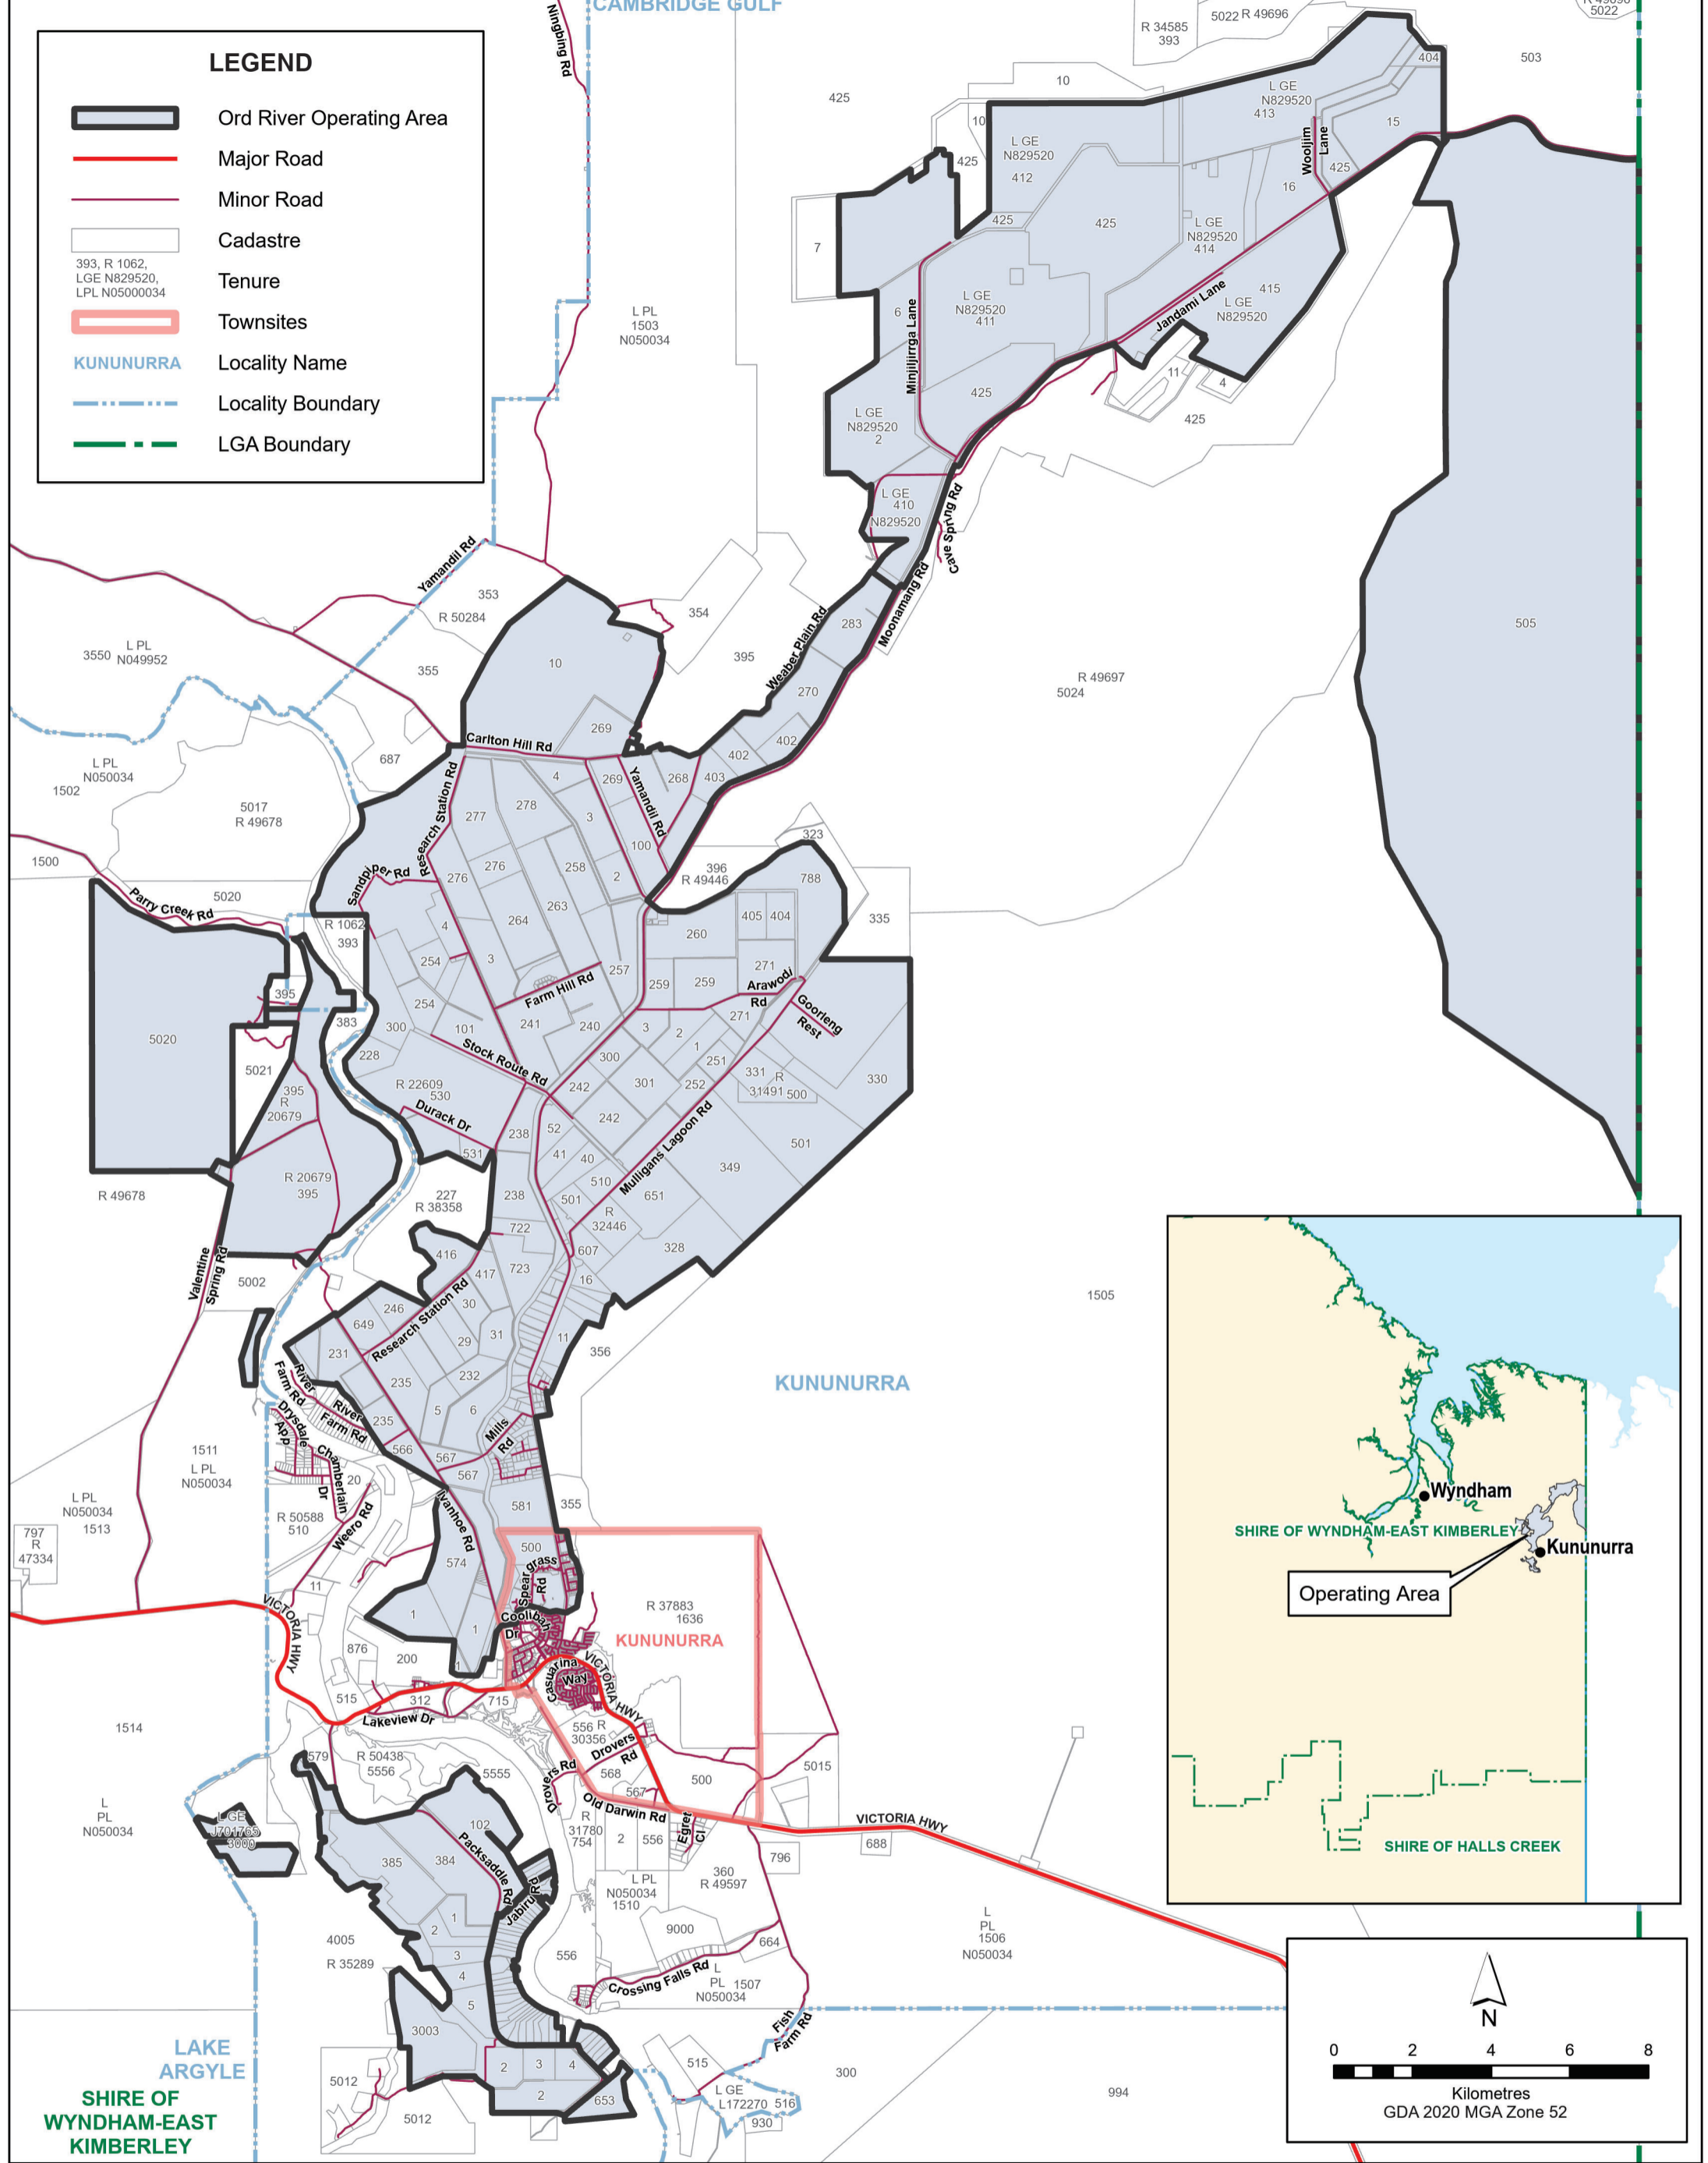 CAMBRIDGE GULF
Ningbing Rd
R 34585
393
5022 R 49696
5022
503
404
LEGEND
Ord River Operating Area
Major Road
Minor Road
Cadastre
393, R 1062,
LGE N829520,
LPL N05000034
Tenure
Townsites
KUNUNURRA
Locality Name
Locality Boundary
LGA Boundary
425
10
10
425
L GE
N829520
412
L GE
N829520
413
Wooljim
Lane
15
425
16
425
425
L GE
N829520
414
7
6
Minjiljirrga Lane
L GE
N829520
411
415
L GE
N829520
Jandami Lane
11
4
425
425
L GE
N829520
2
L GE
410
N829520
Cave Spring Rd
L PL
1503
N050034
Yamandil Rd
353
R 50284
354
395
355
10
269
3550
L PL
N049952
Weaber Plain Rd
283
Moonamang Rd
270
402
402
R 49697
5024
505
L PL
N050034
1502
687
5017
R 49678
Carlton Hill Rd
Research Station Rd
4
269
Yamandil Rd
268
403
277
278
3
100
323
396
R 49446
788
1500
5020
Parry Creek Rd
Sandpiper Rd
276
276
258
2
263
264
4
3
254
254
405
404
260
335
R 1062
393
257
259
259
271
Arawodi
Rd
Goorleng
Rest
271
395
383
5020
5021
228
300
101
Farm Hill Rd
241
240
3
2
1
251
Stock Route Rd
300
301
252
331
R
31491
500
330
395
R
20679
R 22609
530
Durack Dr
531
242
242
52
238
41
40
510
Mulligans Lagoon Rd
349
501
R 20679
395
R 49678
227
R 38358
238
501
R
32446
651
722
607
328
416
417
723
16
Valentine
Spring Rd
5002
246
Research Station Rd
30
649
29
31
11
356
231
1505
River
Farm Rd
River
Farm Rd
235
232
KUNUNURRA
235
5
6
Mills
Rd
Drysdale
App
566
567
567
Chamberlain
Dr
20
1511
L PL
N050034
R 50588
510
Weero Rd
Ivanhoe Rd
581
355
L PL
N050034
1513
797
R
47334
574
500
Spear
grass
Rd
11
VICTORIA HWY
1
1
1
Coolibah
Dr
R 37883
1636
KUNUNURRA
876
200
Casuarina
Way
VICTORIA HWY
515
312
715
Lakeview Dr
556 R
30356
Drovers
Rd
568
567
500
5015
1514
579
R 50438
5556
5555
Drovers Rd
Old Darwin Rd
VICTORIA HWY
688
L
PL
N050034
L GE
J701765
3000
102
Packsaddle Rd
R
31780
754
2
556
Egret
Cl
796
385
384
Jabiru Rd
L PL
N050034
1510
360
R 49597
1
2
3
4
5
9000
664
556
L
PL
1506
N050034
4005
R 35289
Crossing Falls Rd
L
PL 1507
N050034
3003
Fish
Farm Rd
LAKE
ARGYLE
SHIRE OF
WYNDHAM-EAST
KIMBERLEY
5012
5012
2
3
4
2
653
515
L GE
L172270
516
930
300
994
Wyndham
SHIRE OF WYNDHAM-EAST KIMBERLEY
Kununurra
Operating Area
SHIRE OF HALLS CREEK
N
0 2 4 6 8
Kilometres
GDA 2020 MGA Zone 52